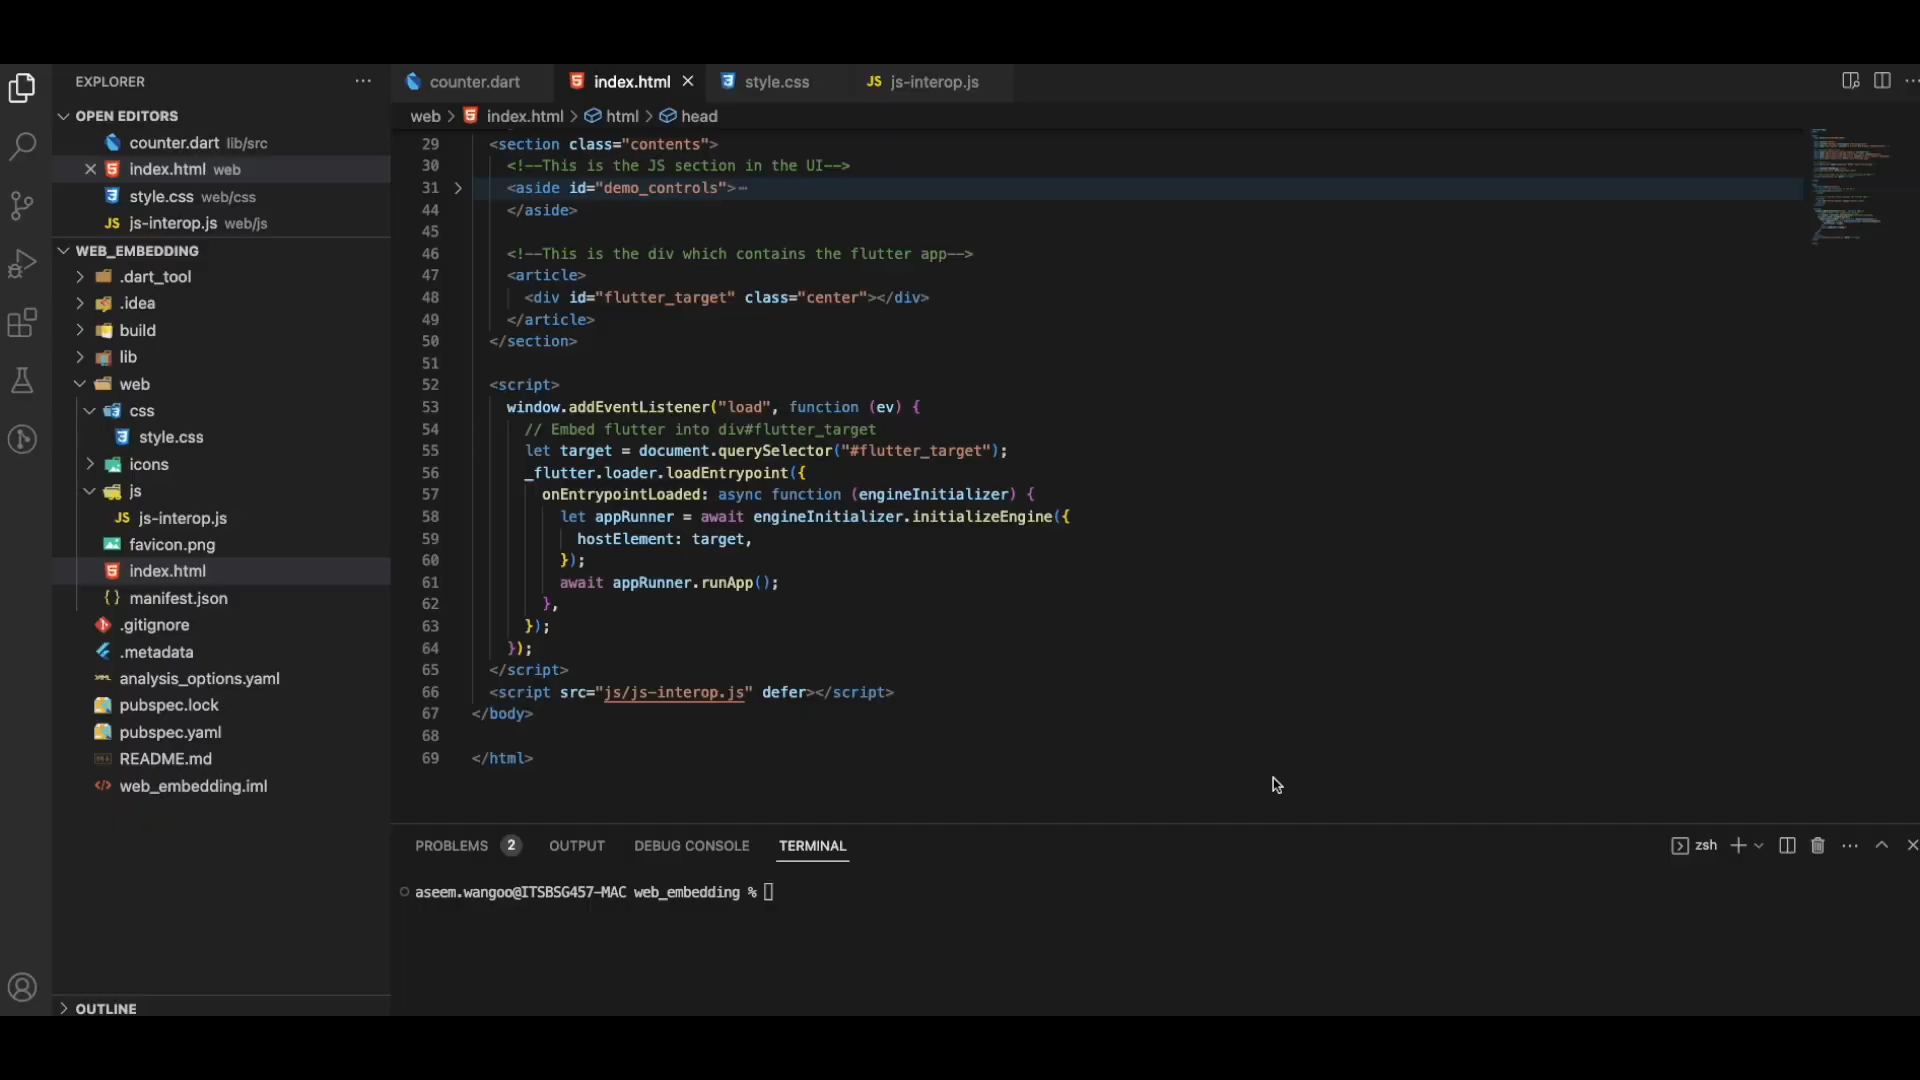 EXPLORER
OPEN EDITORS
counter.dart lib/src
index.html web
style.css web/css
JS js-interop.js web/js
WEB_EMBEDDING
.dart_tool
.idea
build
lib
web
css
style.css
icons
js
JS js-interop.js
favicon.png
index.html
{} manifest.json
.gitignore
.metadata
analysis_options.yaml
pubspec.lock
pubspec.yaml
README.md
web_embedding.iml
OUTLINE
counter.dart index.html style.css JS js-interop.js
web > index.html > html > head
29 <section class="contents">
30 <!--This is the JS section in the UI-->
31 <aside id="demo_controls">
44 </aside>
45
46 <!--This is the div which contains the flutter app-->
47 <article>
48 <div id="flutter_target" class="center"></div>
49 </article>
50 </section>
51
52 <script>
53 window.addEventListener("load", function (ev) {
54 // Embed flutter into div#flutter_target
55 let target = document.querySelector("#flutter_target");
56 _flutter.loader.loadEntrypoint({
57 onEntrypointLoaded: async function (engineInitializer) {
58 let appRunner = await engineInitializer.initializeEngine({
59 hostElement: target,
60 });
61 await appRunner.runApp();
62 },
63 });
64 });
65 </script>
66 <script src="js/js-interop.js" defer></script>
67 </body>
68
69 </html>
PROBLEMS 2 OUTPUT DEBUG CONSOLE TERMINAL zsh
aseem.wangoo@ITSBSG457-MAC web_embedding %